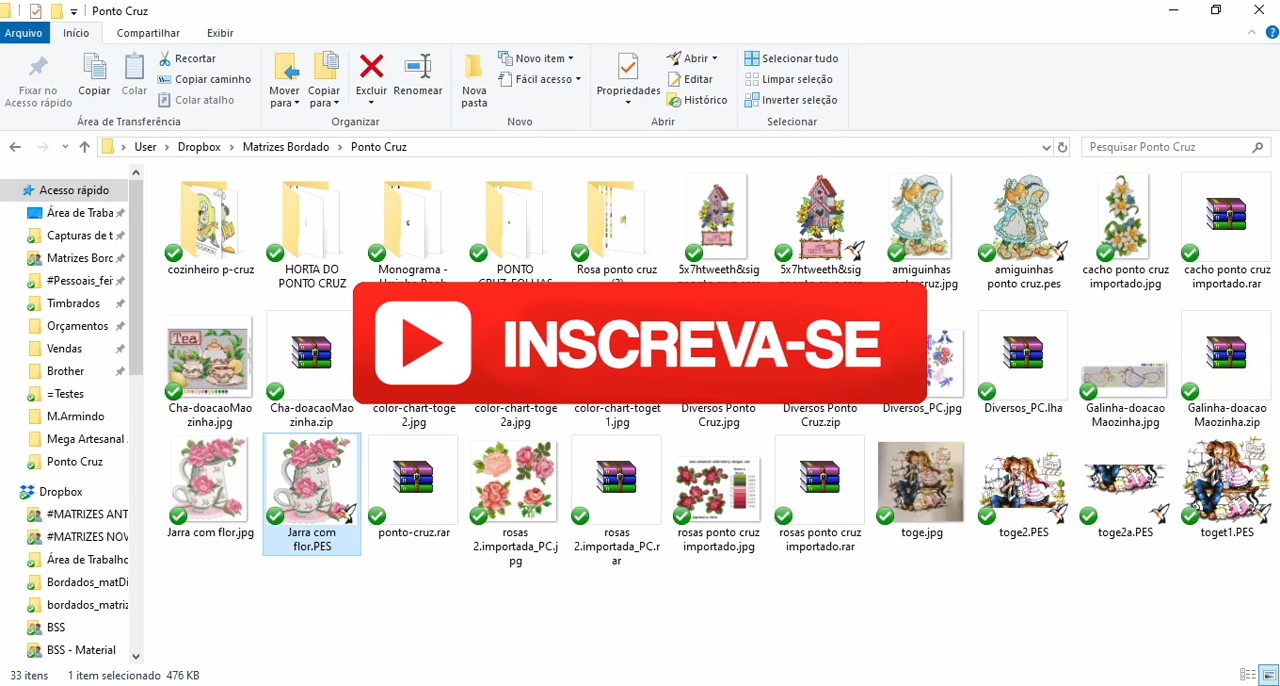 Ponto Cruz
Arquivo Início Compartilhar Exibir
Fixar no
Acesso rápido
Copiar
Colar
Recortar
Copiar caminho
Colar atalho
Área de Transferência
Mover
para
Copiar
para
Excluir
Renomear
Organizar
Nova
pasta
Novo item
Fácil acesso
Novo
Propriedades
Abrir
Editar
Histórico
Abrir
Selecionar tudo
Limpar seleção
Inverter seleção
Selecionar
User > Dropbox > Matrizes Bordado > Ponto Cruz
Pesquisar Ponto Cruz
Acesso rápido
Área de Traba
Capturas de t
Matrizes Borc
#Pessoais_fei
Timbrados
Orçamentos
Vendas
Brother
=Testes
M.Armindo
Mega Artesanal
Ponto Cruz
Dropbox
#MATRIZES ANT
#MATRIZES NOV
Área de Trabalho
Bordados_matDi
bordados_matriz
BSS
BSS - Material
cozinheiro p-cruz
HORTA DO
PONTO CRUZ
Monograma -
PONTO
Rosa ponto cruz
5x7htweeth&sig
5x7htweeth&sig
amiguinhas
ponto cruz.jpg
amiguinhas
ponto cruz.pes
cacho ponto cruz
importado.jpg
cacho ponto cruz
importado.rar
INSCREVA-SE
Tea
Cha-doacaoMao
zinha.jpg
Cha-doacaoMao
zinha.zip
color-chart-toge
2.jpg
color-chart-toge
2a.jpg
color-chart-toget
1.jpg
Diversos Ponto
Cruz.jpg
Diversos Ponto
Cruz.zip
Diversos_PC.jpg
Diversos_PC.lha
Galinha-doacao
Maozinha.jpg
Galinha-doacao
Maozinha.zip
Jarra com flor.jpg
Jarra com
flor.PES
ponto-cruz.rar
rosas
2.importada_PC.j
pg
rosas
2.importada_PC.r
ar
rosas ponto cruz
importado.jpg
rosas ponto cruz
importado.rar
toge.jpg
toge2.PES
toge2a.PES
toget1.PES
33 itens 1 item selecionado 476 KB